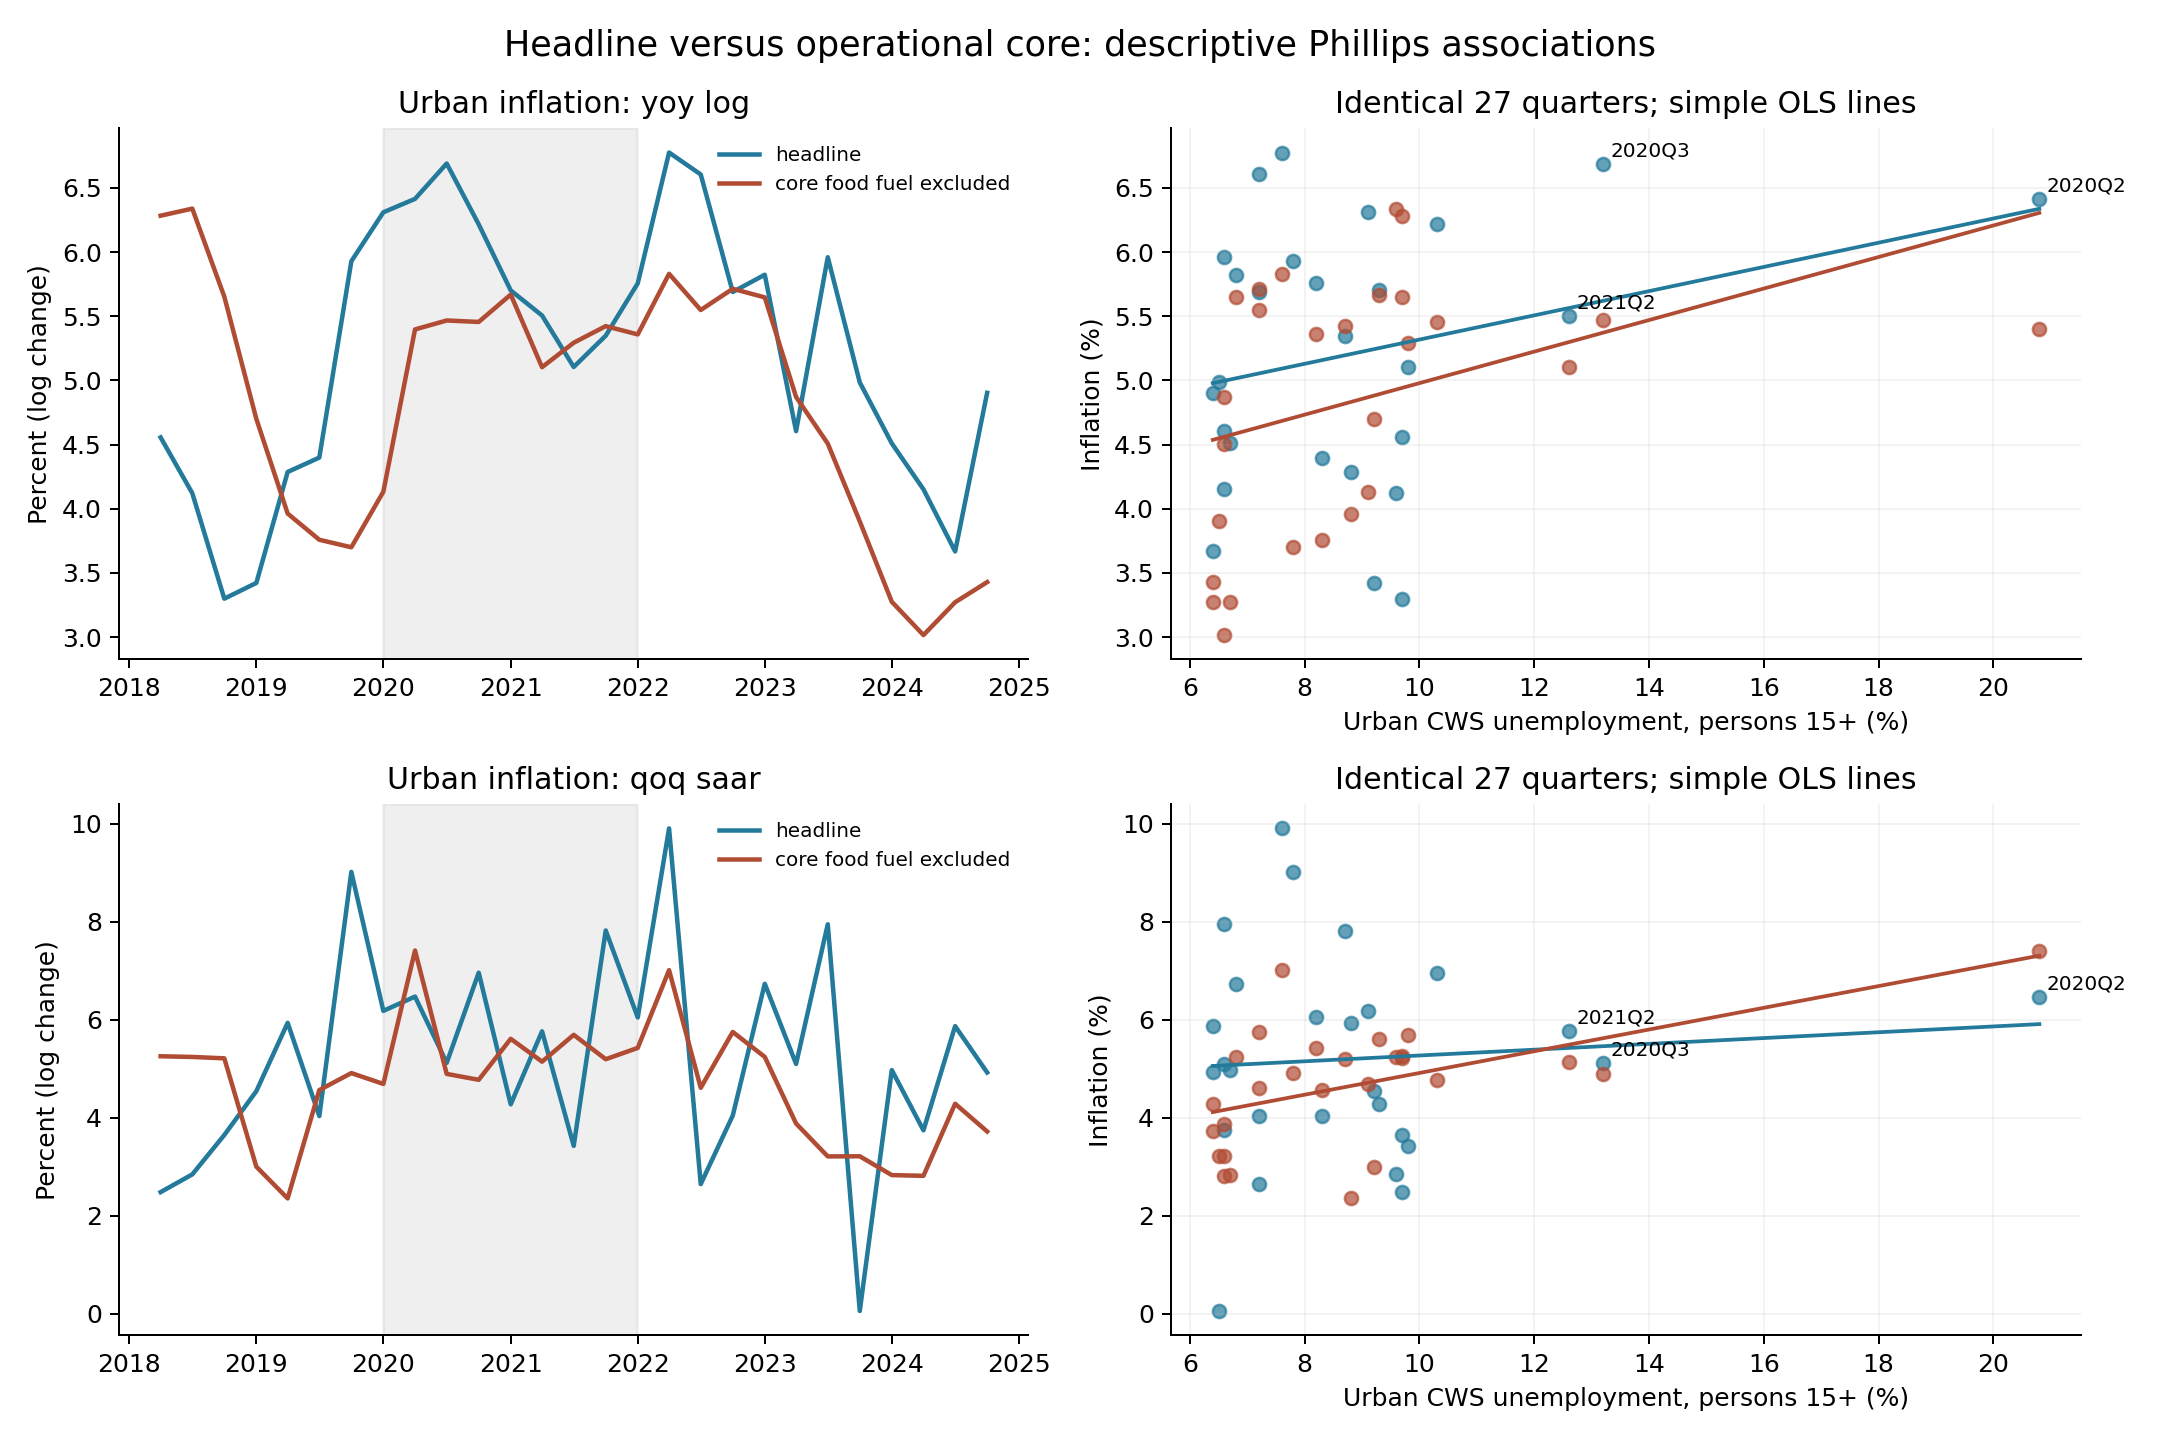 Headline versus operational core: descriptive Phillips associations
Urban inflation: yoy log
Percent (log change)
6.5
6.0
5.5
5.0
4.5
4.0
3.5
3.0
headline
core food fuel excluded
2018 2019 2020 2021 2022 2023 2024 2025
Identical 27 quarters; simple OLS lines
Inflation (%)
6.5
6.0
5.5
5.0
4.5
4.0
3.5
3.0
2020Q3
2020Q2
2021Q2
6 8 10 12 14 16 18 20
Urban CWS unemployment, persons 15+ (%)
Urban inflation: qoq saar
Percent (log change)
10
8
6
4
2
0
headline
core food fuel excluded
2018 2019 2020 2021 2022 2023 2024 2025
Identical 27 quarters; simple OLS lines
Inflation (%)
10
8
6
4
2
0
2020Q2
2021Q2
2020Q3
6 8 10 12 14 16 18 20
Urban CWS unemployment, persons 15+ (%)